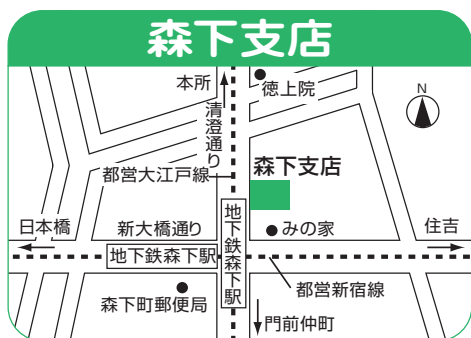 森下支店
本所
徳上院
N
清澄通り
都営大江戸線
森下支店
日本橋
新大橋通り
地下鉄森下駅
みの家
住吉
地下鉄森下駅
都営新宿線
森下町郵便局
門前仲町